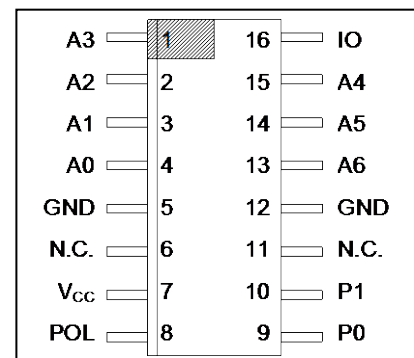 A3 1 16 IO
A2 2 15 A4
A1 3 14 A5
A0 4 13 A6
GND 5 12 GND
N.C. 6 11 N.C.
VCC 7 10 P1
POL 8 9 P0